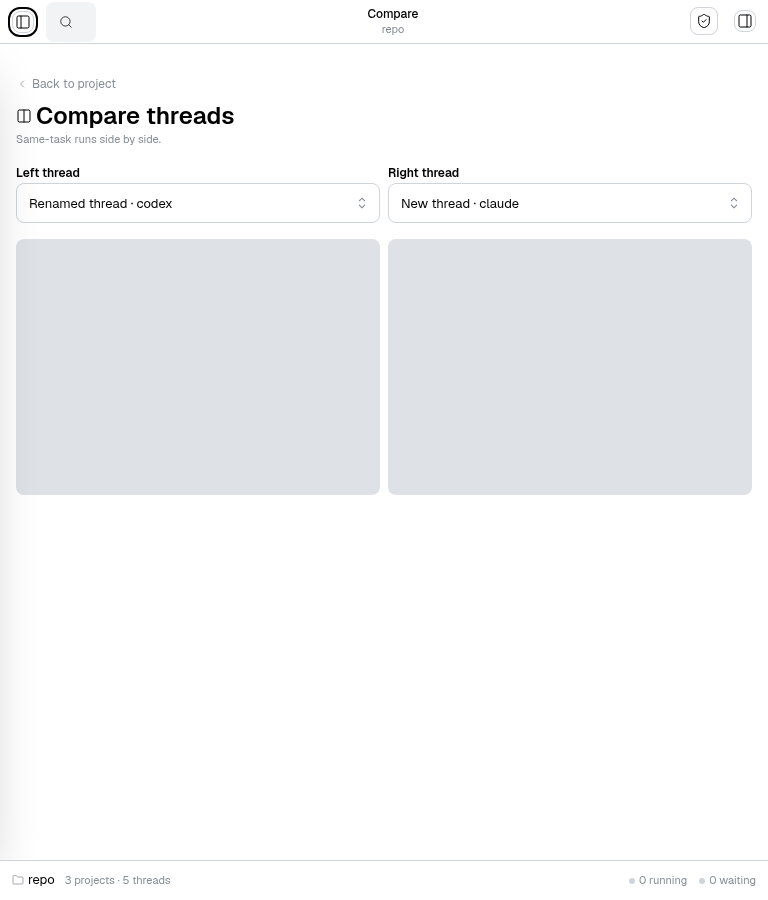 Compare
repo
Back to project
Compare threads
Same-task runs side by side.
Left thread
Right thread
Renamed thread · codex
New thread · claude
repo
3 projects · 5 threads
0 running
0 waiting